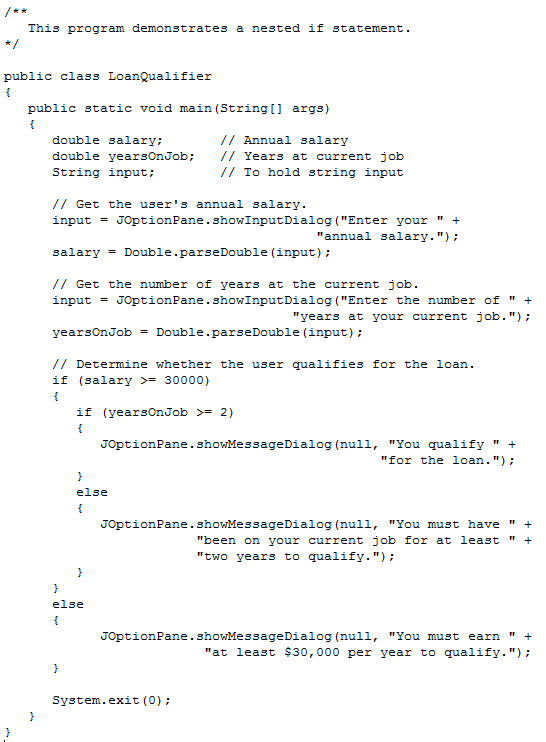 /**
   This program demonstrates a nested if statement.
*/

public class LoanQualifier
{
   public static void main(String[] args)
   {
      double salary;       // Annual salary
      double yearsOnJob;   // Years at current job
      String input;        // To hold string input

      // Get the user's annual salary.
      input = JOptionPane.showInputDialog("Enter your " +
                                       "annual salary.");
      salary = Double.parseDouble(input);

      // Get the number of years at the current job.
      input = JOptionPane.showInputDialog("Enter the number of " +
                                    "years at your current job.");
      yearsOnJob = Double.parseDouble(input);

      // Determine whether the user qualifies for the loan.
      if (salary >= 30000)
      {
         if (yearsOnJob >= 2)
         {
            JOptionPane.showMessageDialog(null, "You qualify " +
                                               "for the loan.");
         }
         else
         {
            JOptionPane.showMessageDialog(null, "You must have " +
                        "been on your current job for at least " +
                        "two years to qualify.");
         }
      }
      else
      {
            JOptionPane.showMessageDialog(null, "You must earn " +
                         "at least $30,000 per year to qualify.");
      }

      System.exit(0);
   }
}